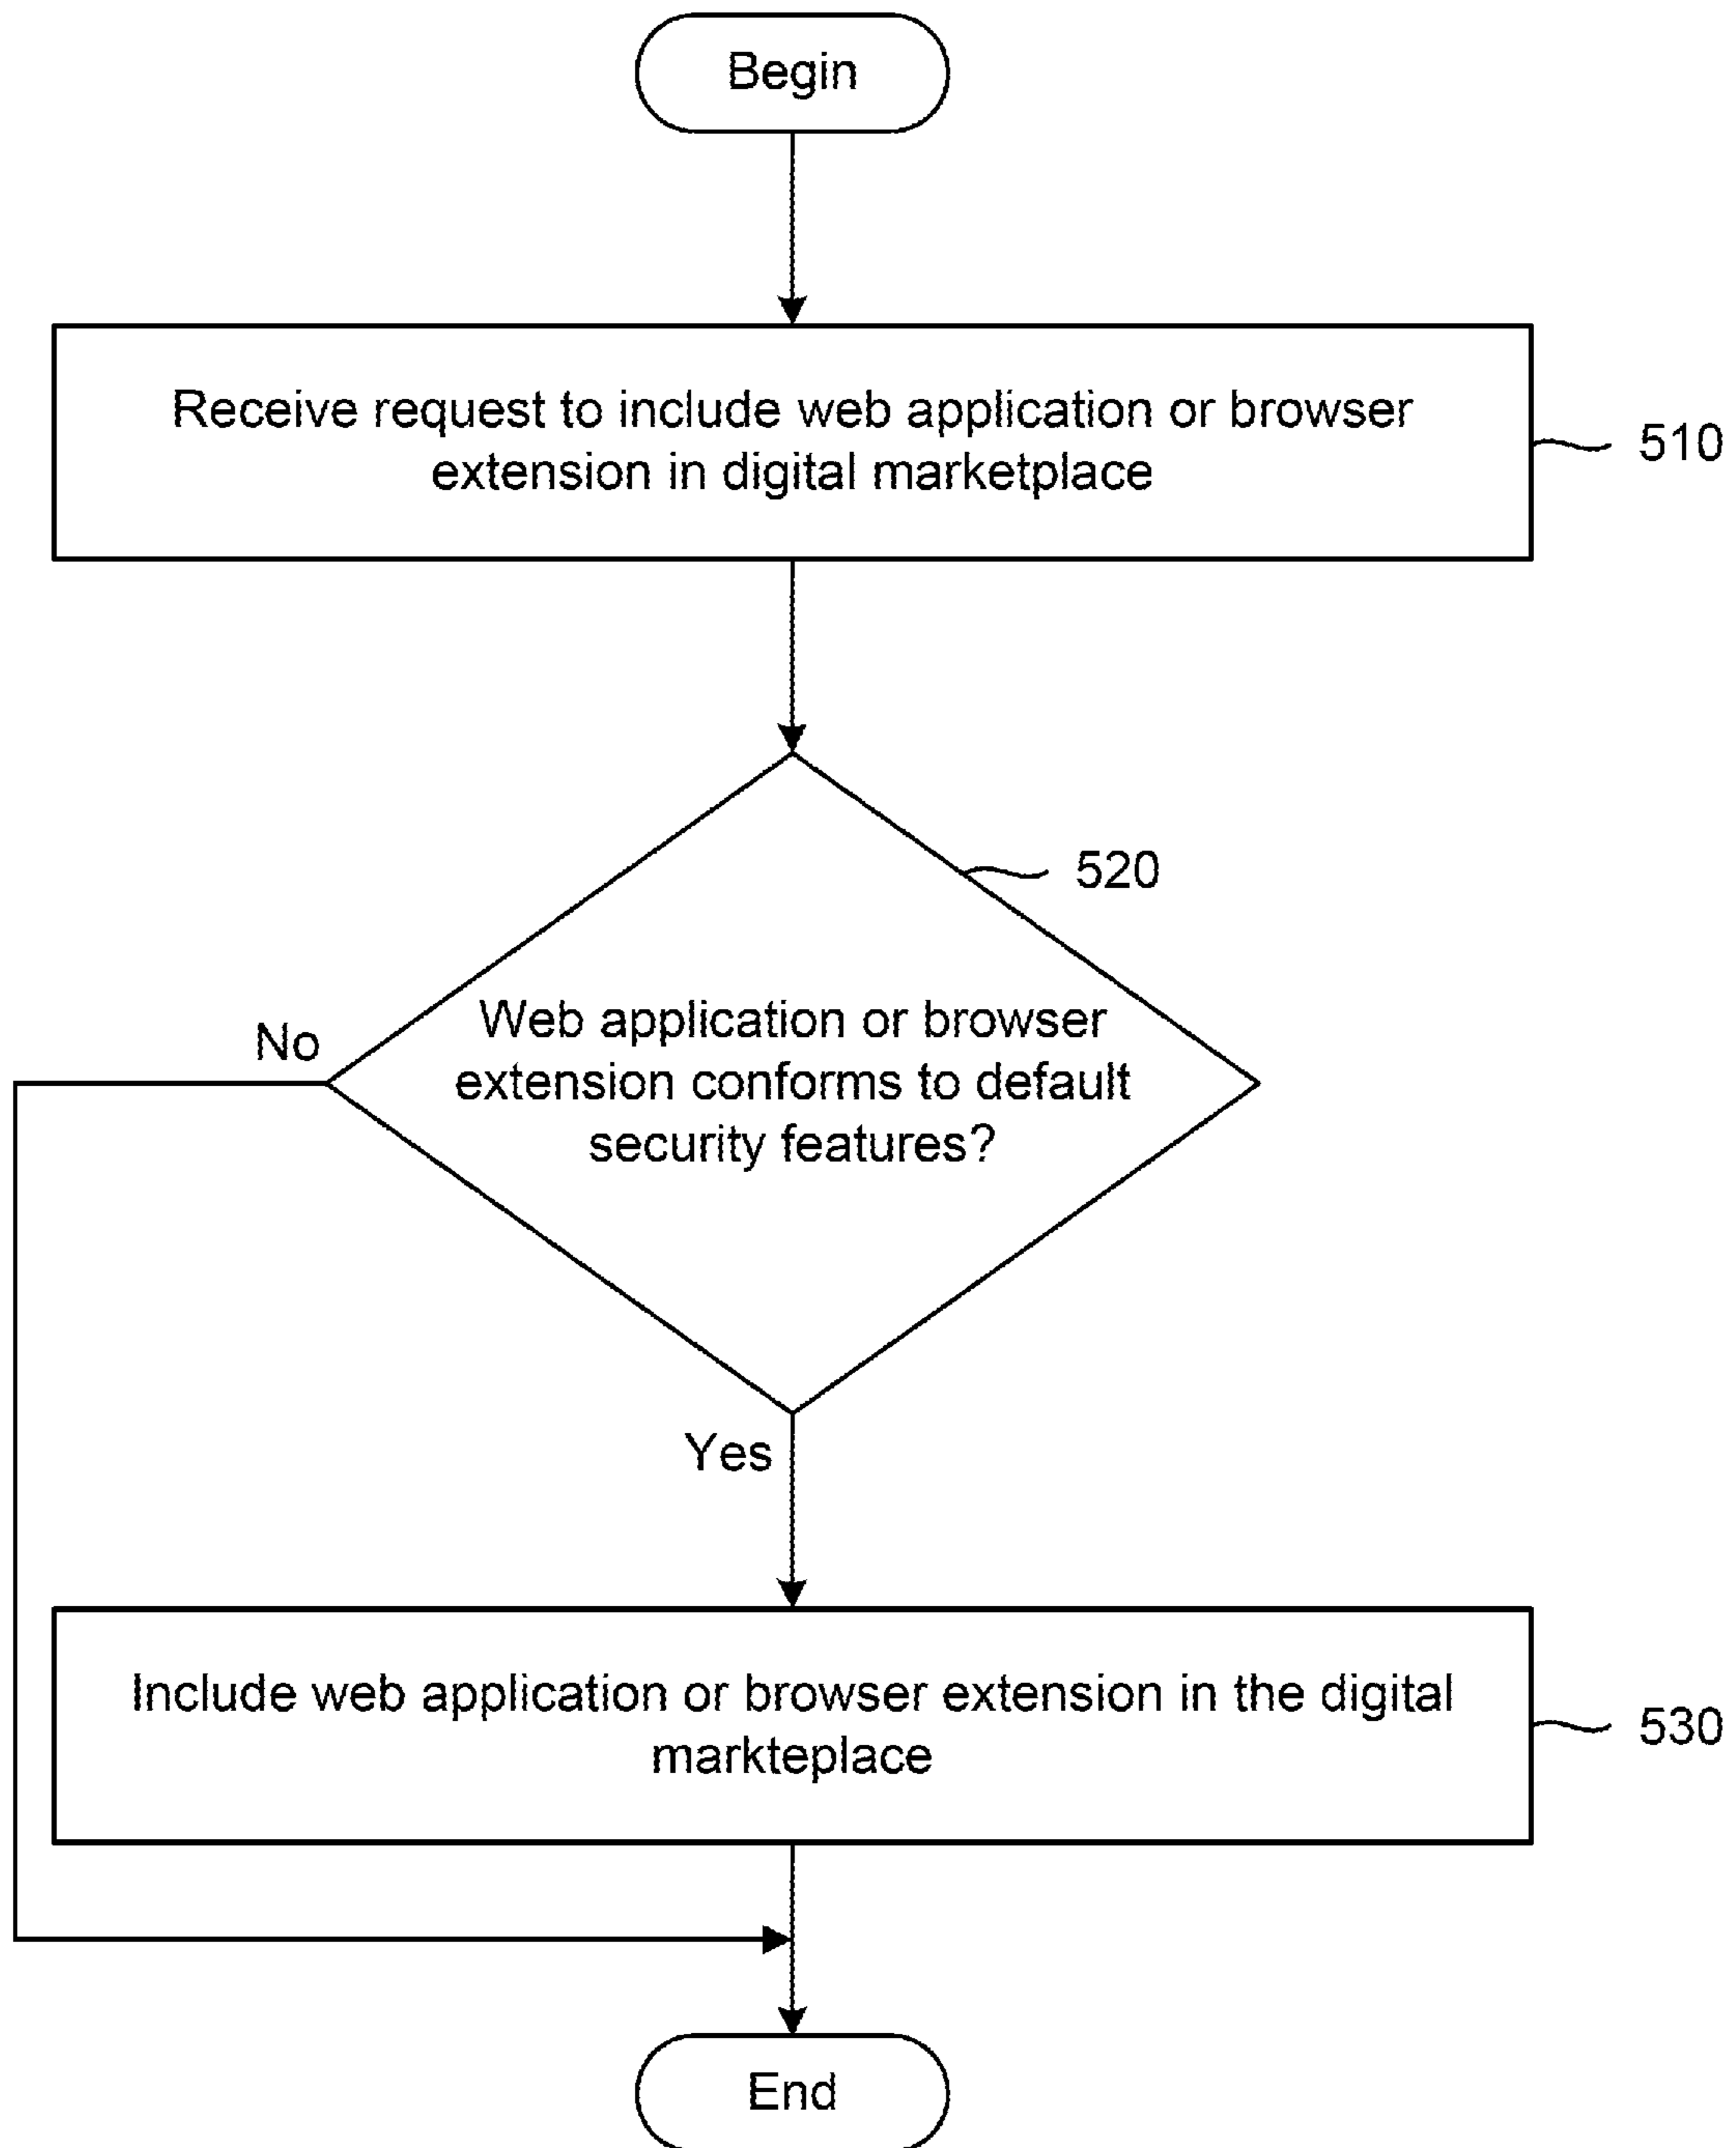 Begin
Receive request to include web application or browser
extension in digital marketplace
510
520
No
Web application or browser
extension conforms to default
security features?
Yes
Include web application or browser extension in the digital
markteplace
530
End